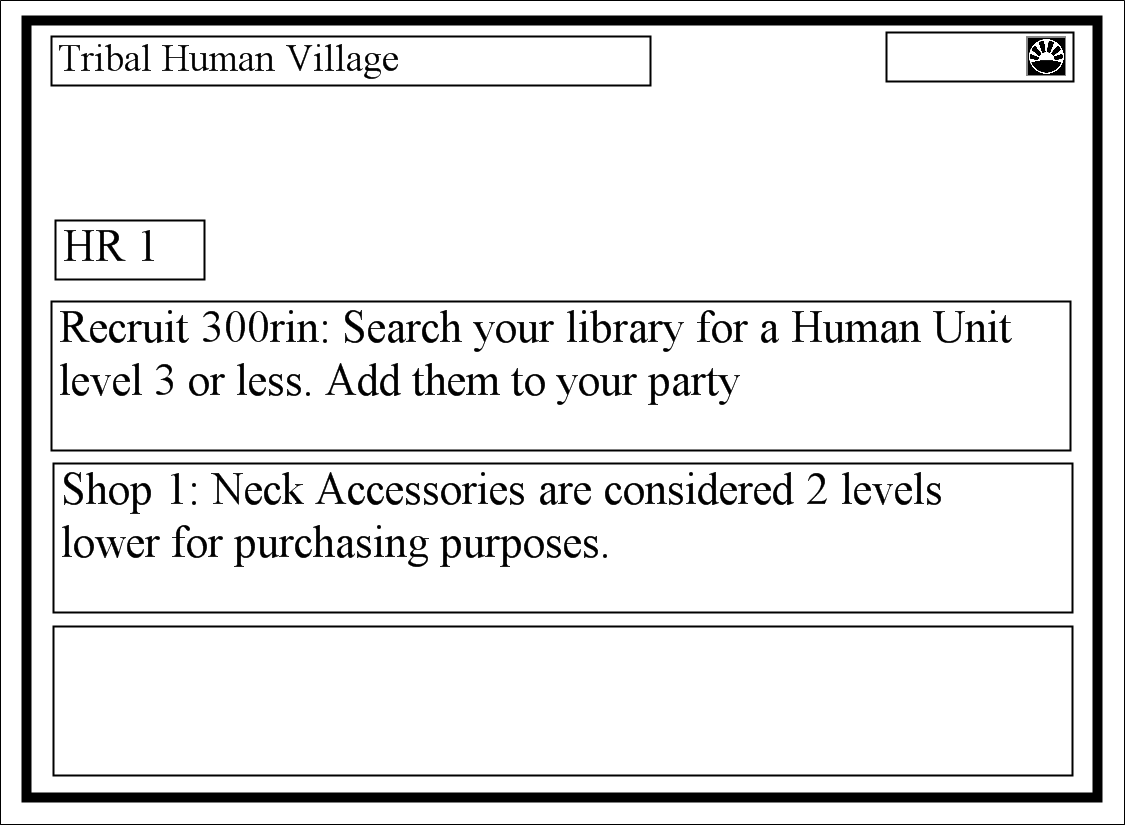 Tribal Human Village
HR 1
Recruit 300rin: Search your library for a Human Unit
level 3 or less. Add them to your party
Shop 1: Neck Accessories are considered 2 levels
lower for purchasing purposes.